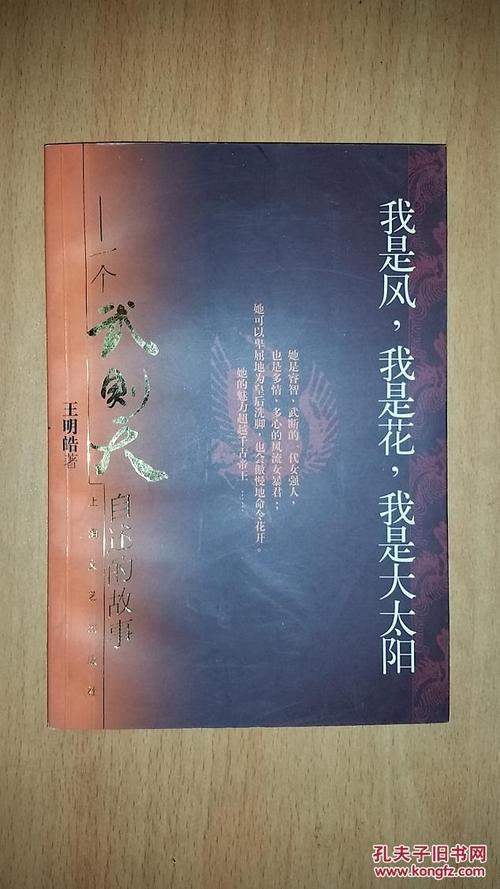 我是风，我是花，我是大太阳
她是睿智、武断的一代女强人，
也是多情、多心的风流女暴君，
她可以卑屈地为皇后洗脚，也会傲慢地命令花开。
她的魅力超越千古帝王……
——一个
武则天
自述的故事
王明皓著
上海文艺出版社
孔夫子旧书网
kongfz.com